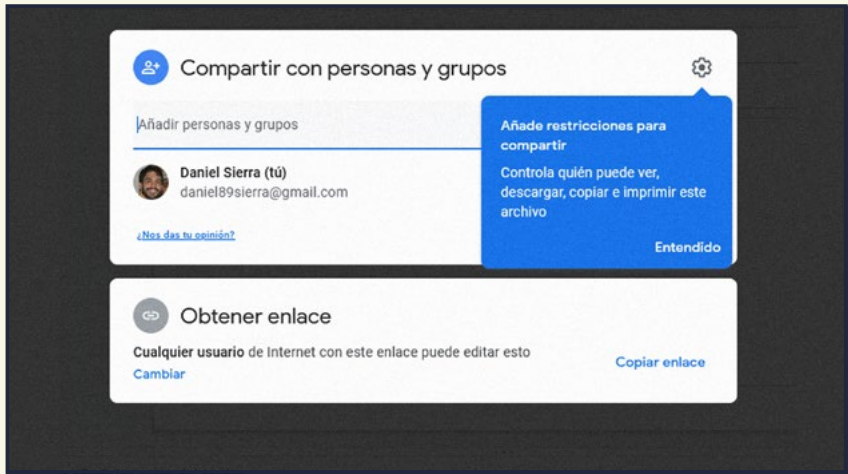 Compartir con personas y grupos
Añadir personas y grupos
Daniel Sierra (tú)
daniel89sierra@gmail.com
¿Nos das tu opinión?
Añade restricciones para
compartir
Controla quién puede ver,
descargar, copiar e imprimir este
archivo
Entendido
Obtener enlace
Cualquier usuario de Internet con este enlace puede editar esto
Cambiar
Copiar enlace